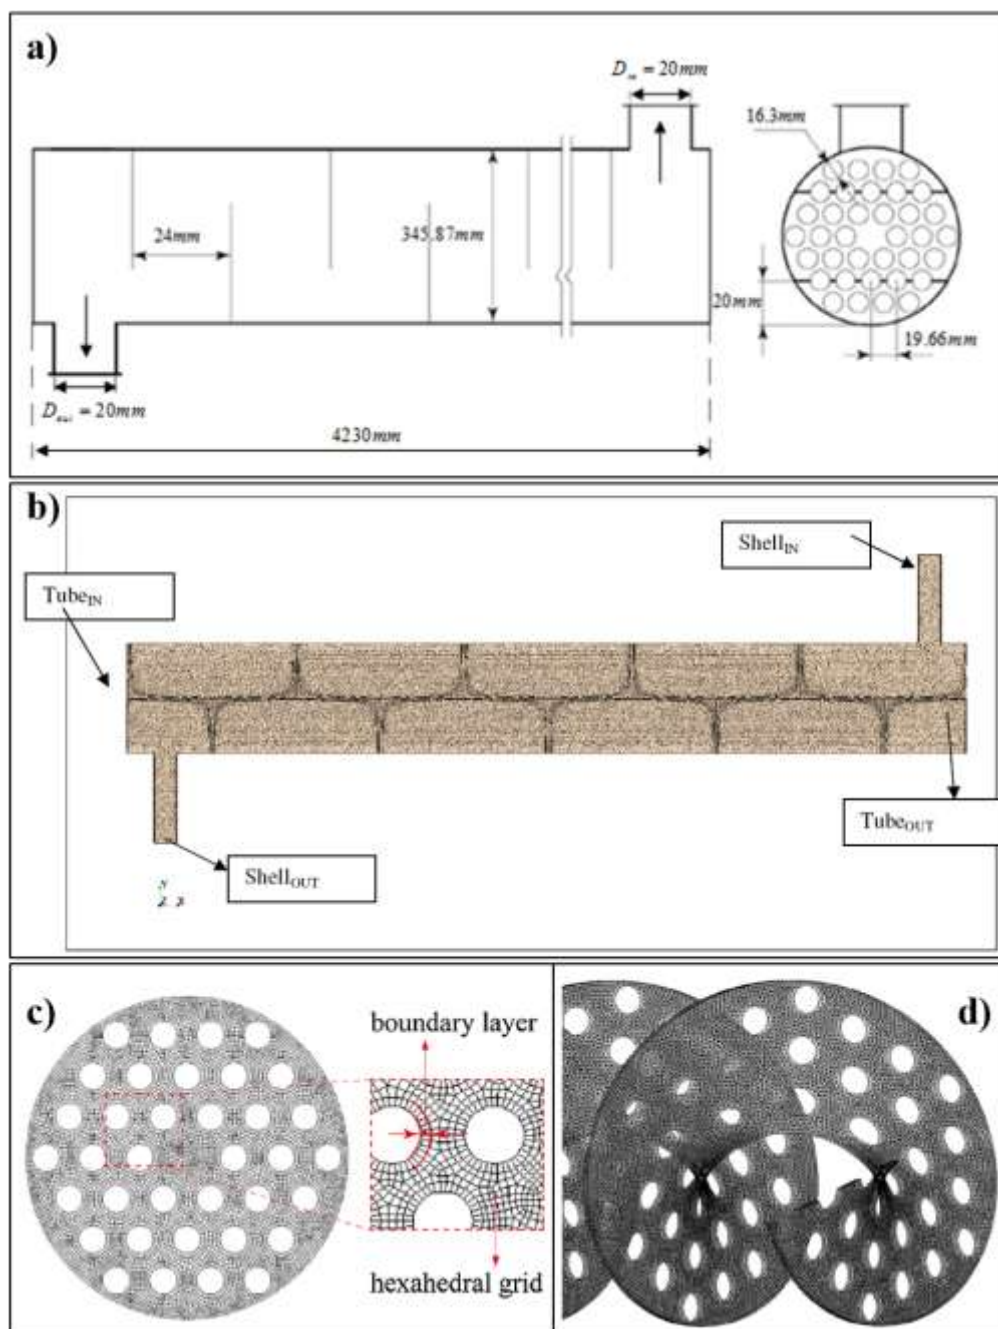 a)
D_in = 20mm
16.3mm
24mm
345.87mm
20mm
19.66mm
D_out = 20mm
4230mm
b)
Shell_IN
Tube_IN
Tube_OUT
Shell_OUT
c)
boundary layer
d)
hexahedral grid